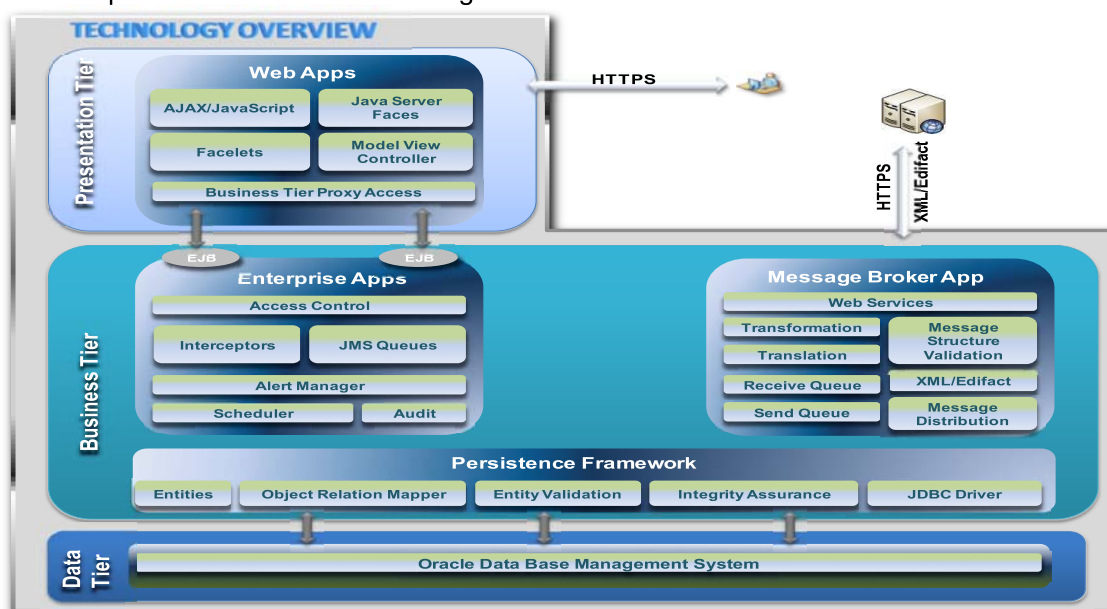 TECHNOLOGY OVERVIEW
Presentation Tier
Web Apps
AJAX/JavaScript
Java Server
Faces
Facelets
Model View
Controller
Business Tier Proxy Access
HTTPS
HTTPS
XML/Edifact
Business Tier
EJB
EJB
Enterprise Apps
Access Control
Interceptors
JMS Queues
Alert Manager
Scheduler
Audit
Message Broker App
Web Services
Transformation
Message
Structure
Validation
Translation
Receive Queue
XML/Edifact
Send Queue
Message
Distribution
Persistence Framework
Entities
Object Relation Mapper
Entity Validation
Integrity Assurance
JDBC Driver
Data
Tier
Oracle Data Base Management System